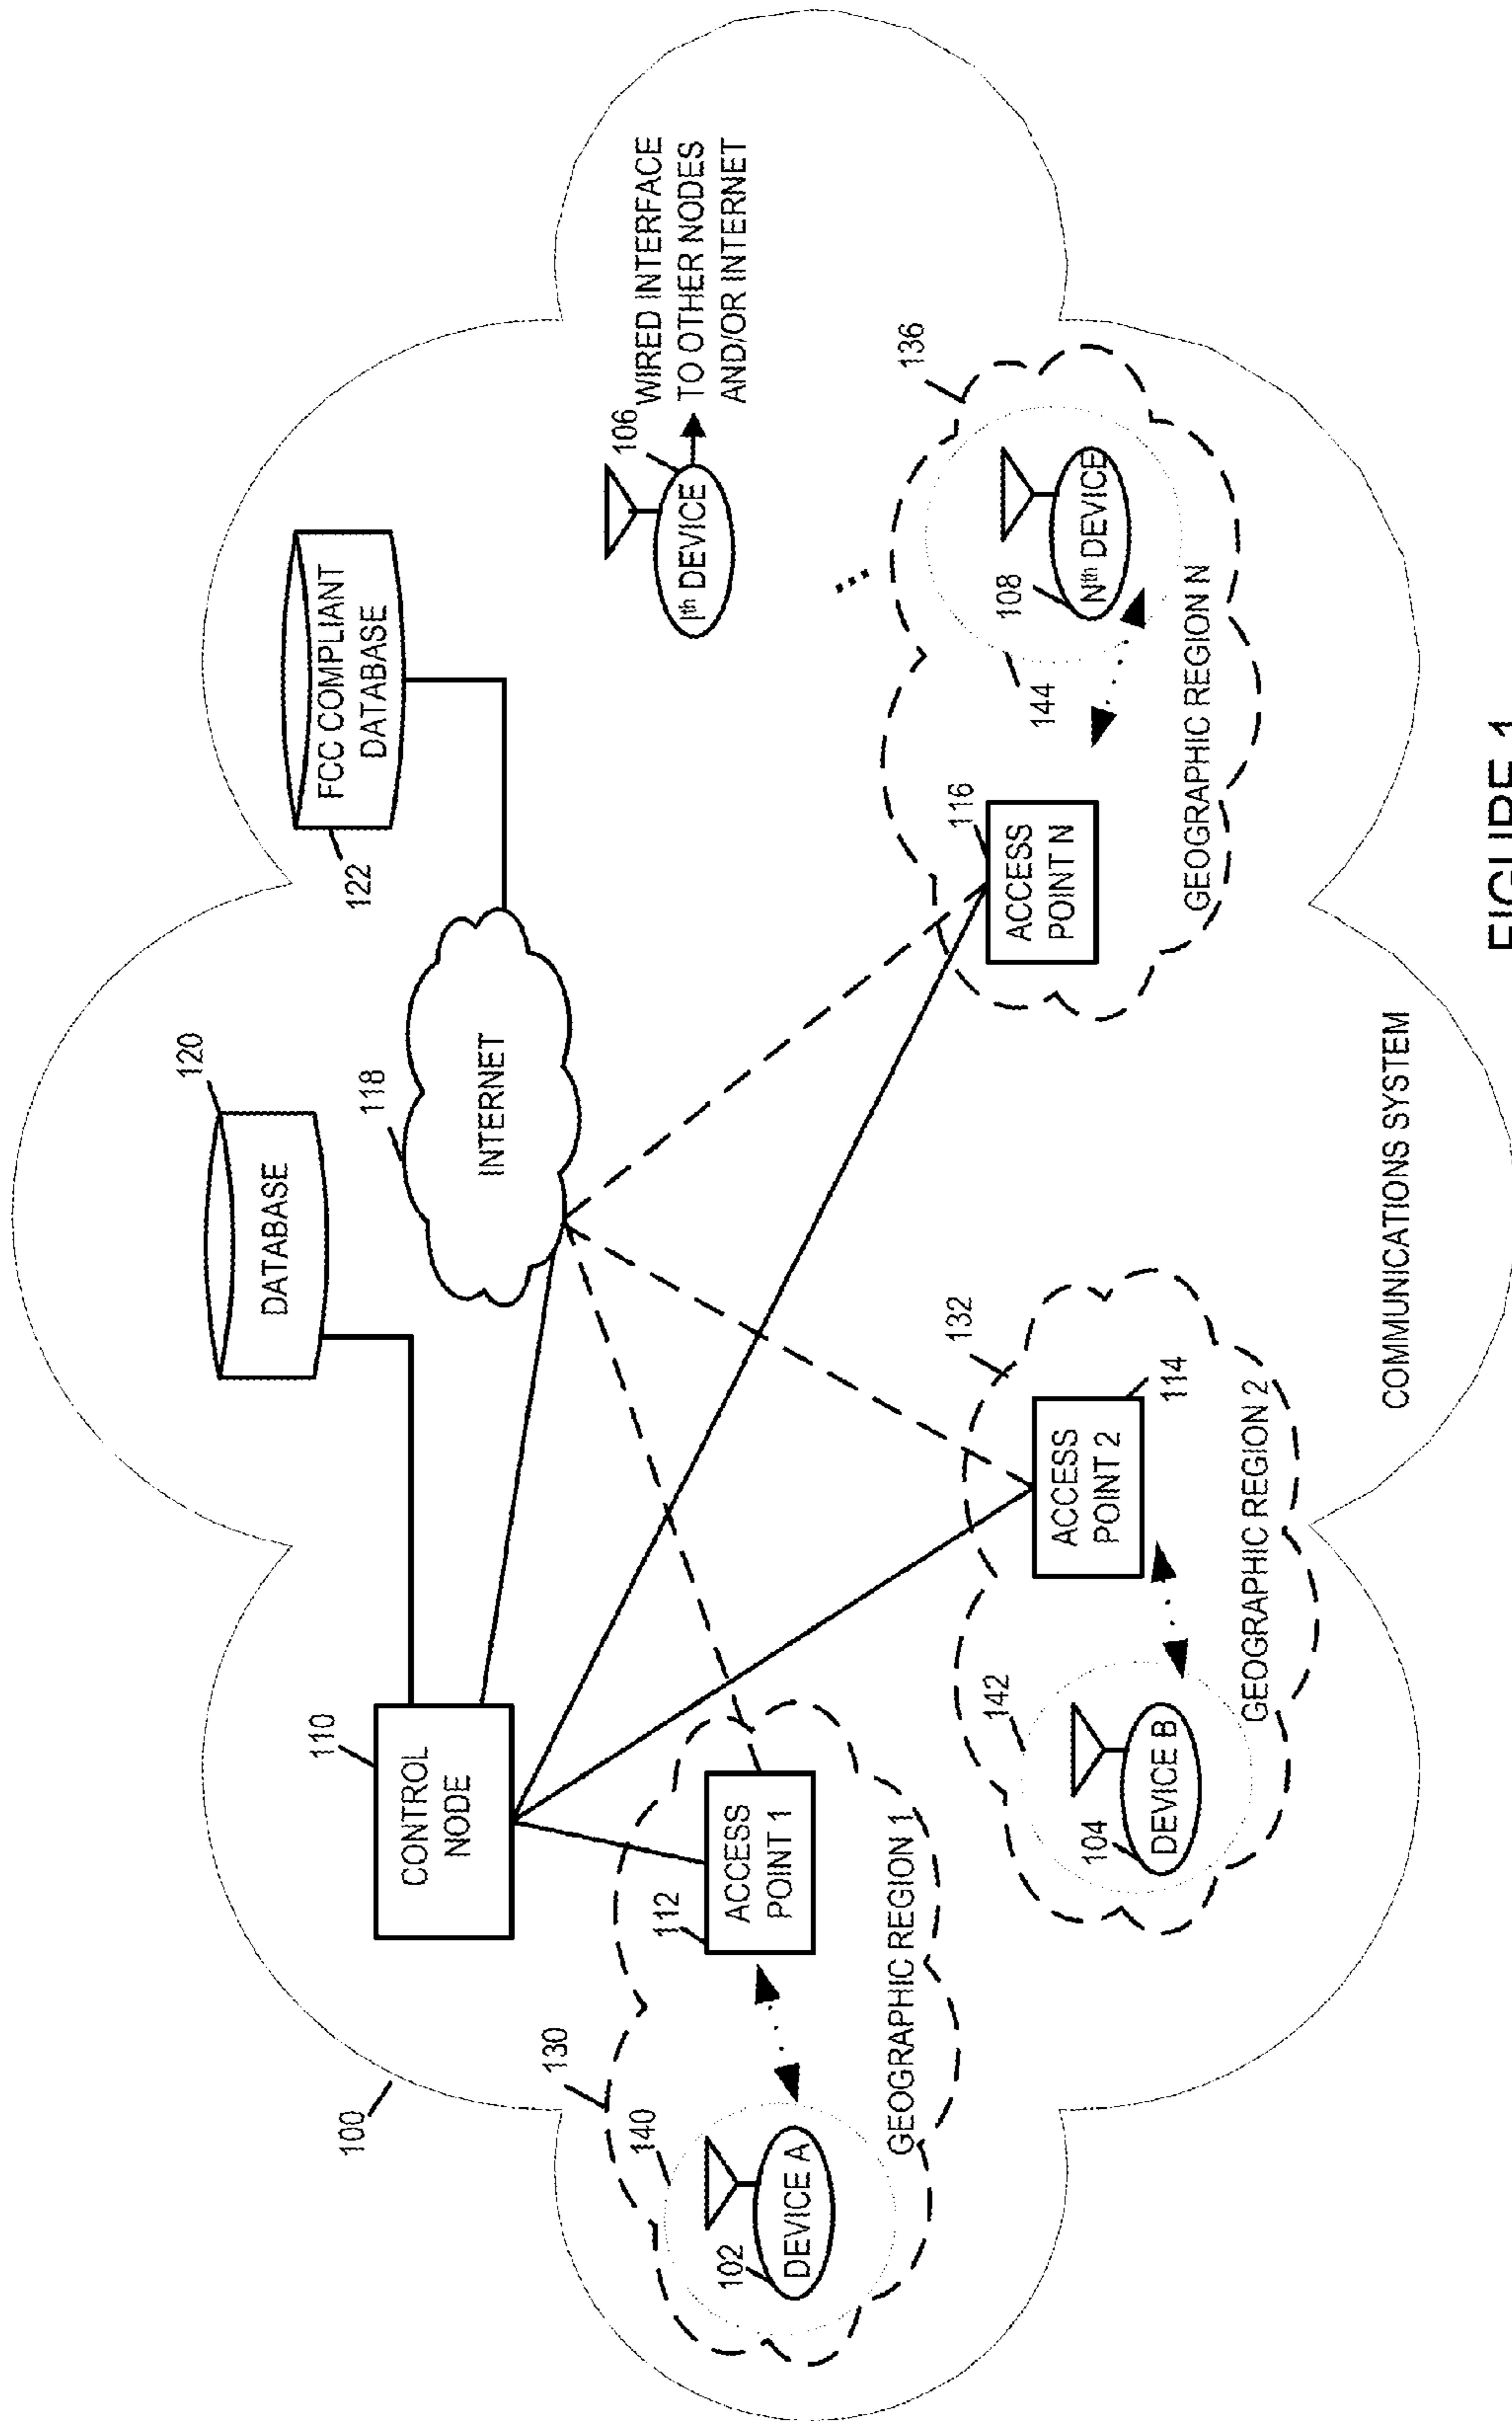 100
120
DATABASE
122
FCC COMPLIANT
DATABASE
110
CONTROL
NODE
118
INTERNET
106
Ith DEVICE
WIRED INTERFACE
TO OTHER NODES
AND/OR INTERNET
130
140
102
DEVICE A
112
ACCESS
POINT 1
GEOGRAPHIC REGION 1
132
142
104
DEVICE B
ACCESS
POINT 2
114
GEOGRAPHIC REGION 2
...
136
116
ACCESS
POINT N
144
108
Nth DEVICE
GEOGRAPHIC REGION N
COMMUNICATIONS SYSTEM
FIGURE 1